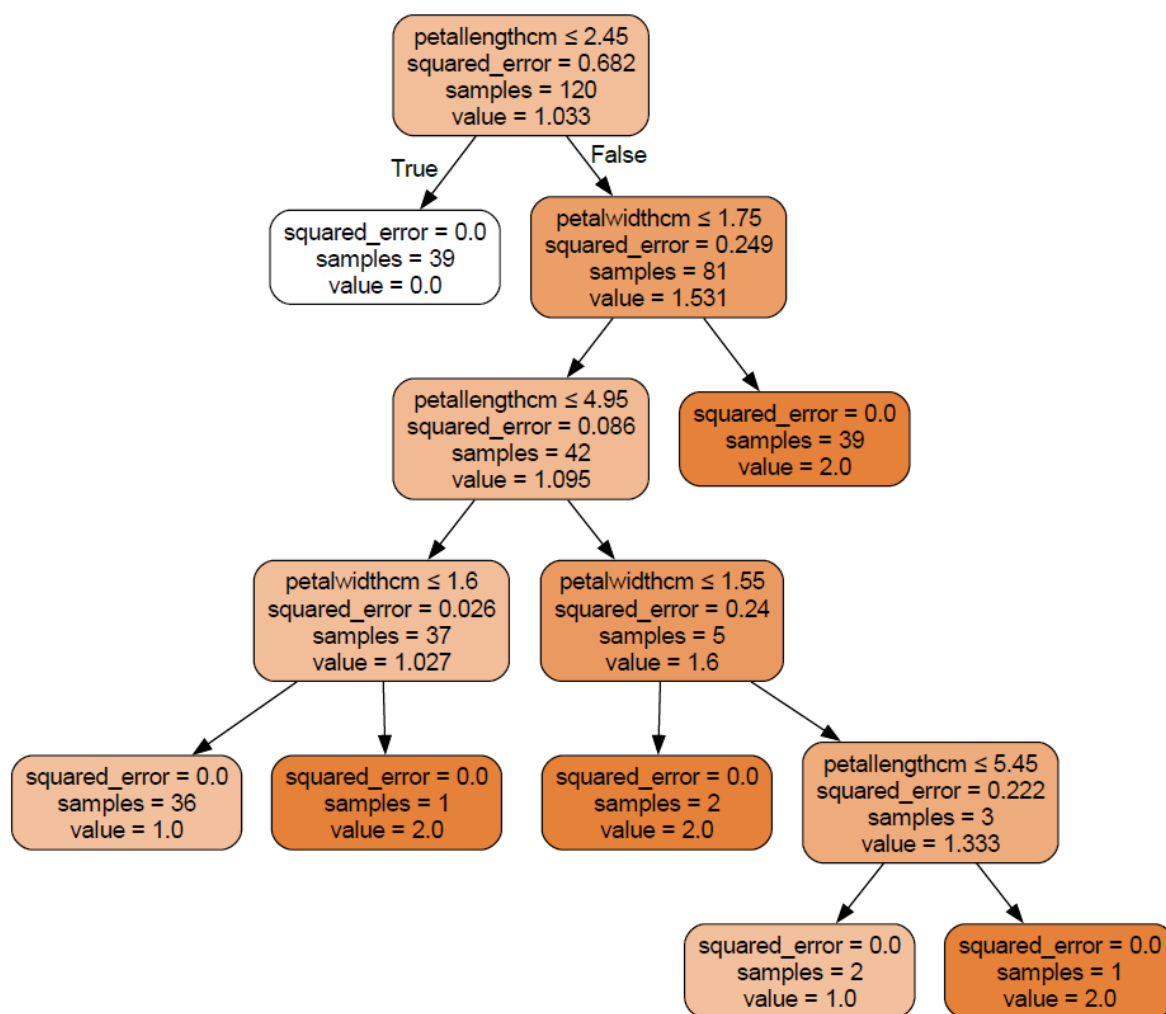 petallengthcm ≤ 2.45
squared_error = 0.682
samples = 120
value = 1.033
True
False
squared_error = 0.0
samples = 39
value = 0.0
petalwidthcm ≤ 1.75
squared_error = 0.249
samples = 81
value = 1.531
petallengthcm ≤ 4.95
squared_error = 0.086
samples = 42
value = 1.095
squared_error = 0.0
samples = 39
value = 2.0
petalwidthcm ≤ 1.6
squared_error = 0.026
samples = 37
value = 1.027
petalwidthcm ≤ 1.55
squared_error = 0.24
samples = 5
value = 1.6
squared_error = 0.0
samples = 36
value = 1.0
squared_error = 0.0
samples = 1
value = 2.0
squared_error = 0.0
samples = 2
value = 2.0
petallengthcm ≤ 5.45
squared_error = 0.222
samples = 3
value = 1.333
squared_error = 0.0
samples = 2
value = 1.0
squared_error = 0.0
samples = 1
value = 2.0